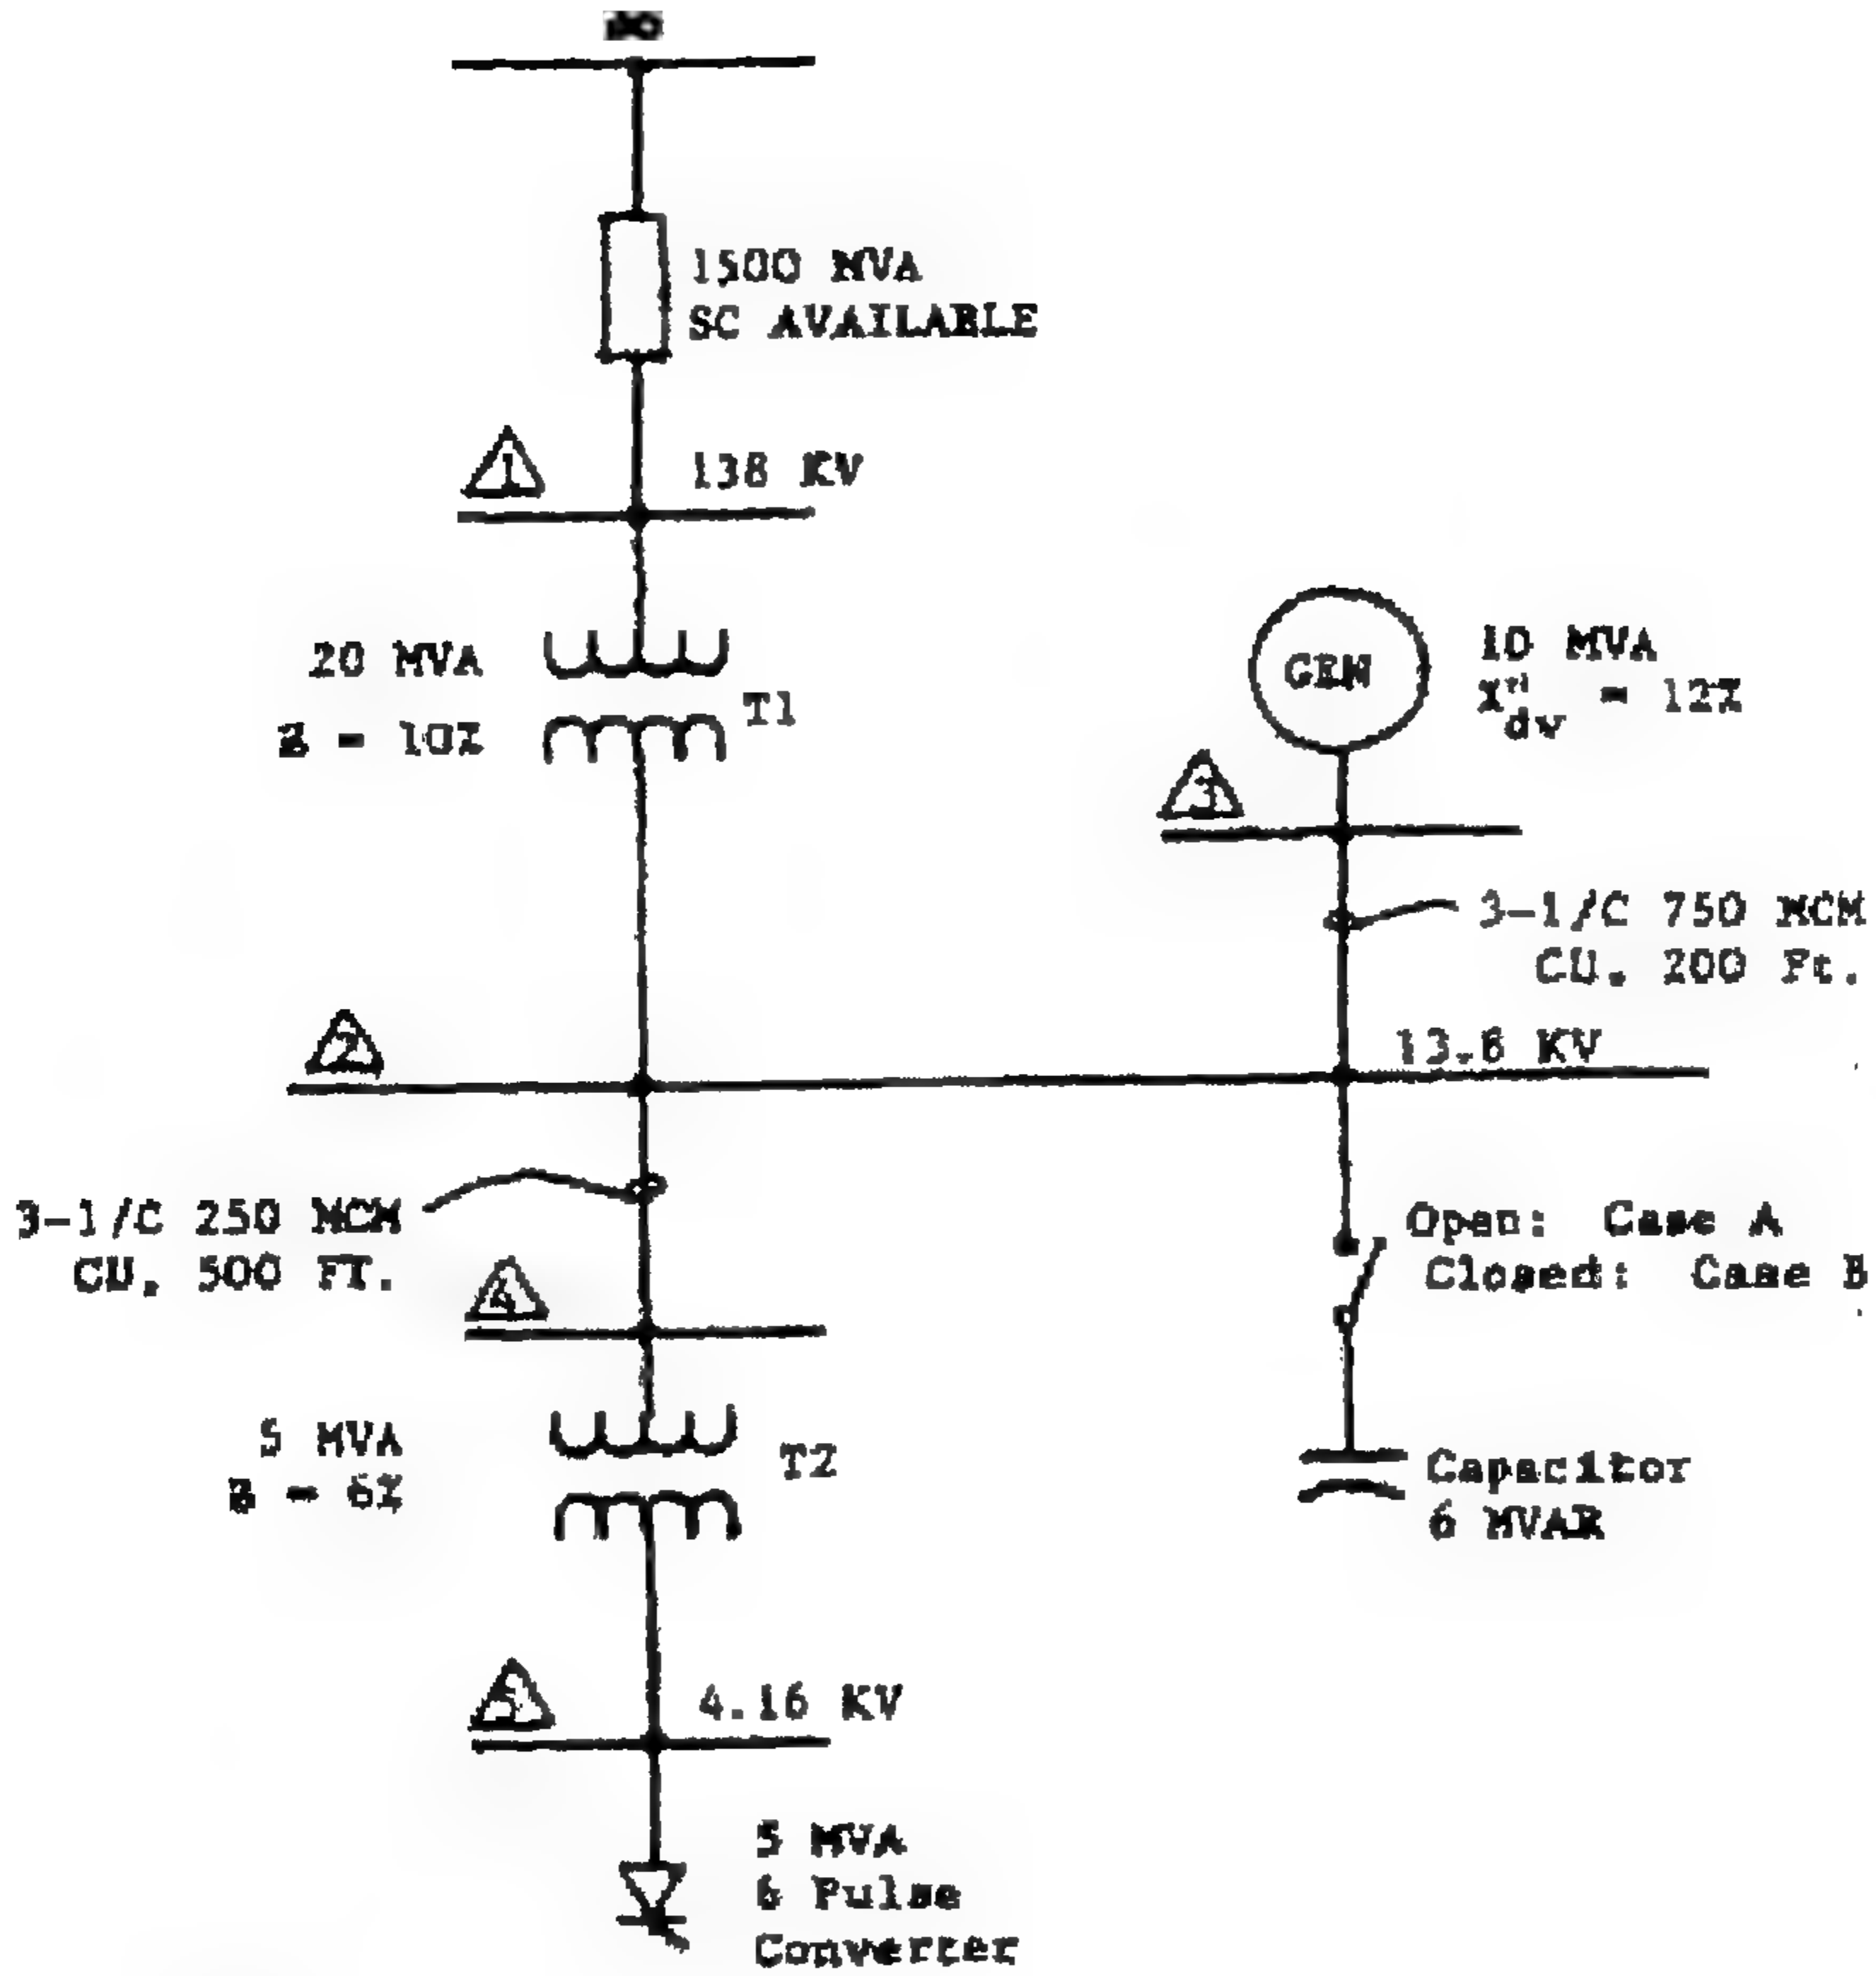 1500 MVA
SC AVAILABLE
1
138 KV
20 MVA
Z = 10%
T1
GEN
10 MVA
X"dv = 12%
3
3-1/C 750 MCM
CU, 200 Ft.
2
13.8 KV
3-1/C 250 MCM
CU, 500 FT.
Open: Case A
Closed: Case B
4
5 MVA
Z = 6%
T2
Capacitor
6 MVAR
5
4.16 KV
5 MVA
6 Pulse
Converter